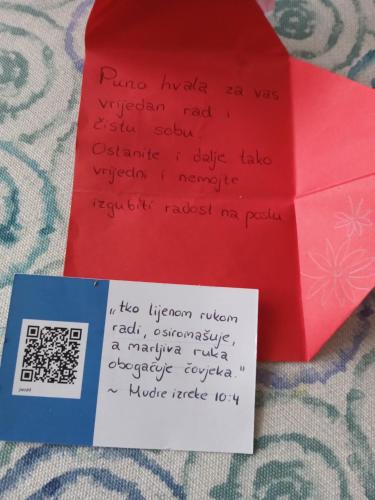 Puno hvala za vaš
vrijedan rad i
čistu sobu.
Ostanite i dalje tako
vrijedni i nemojte
izgubiti radost na poslu
„tko lijenom rukom
radi, osiromašuje,
a marljiva ruka
obogaćuje čovjeka."
~ Mudre izreke 10:4